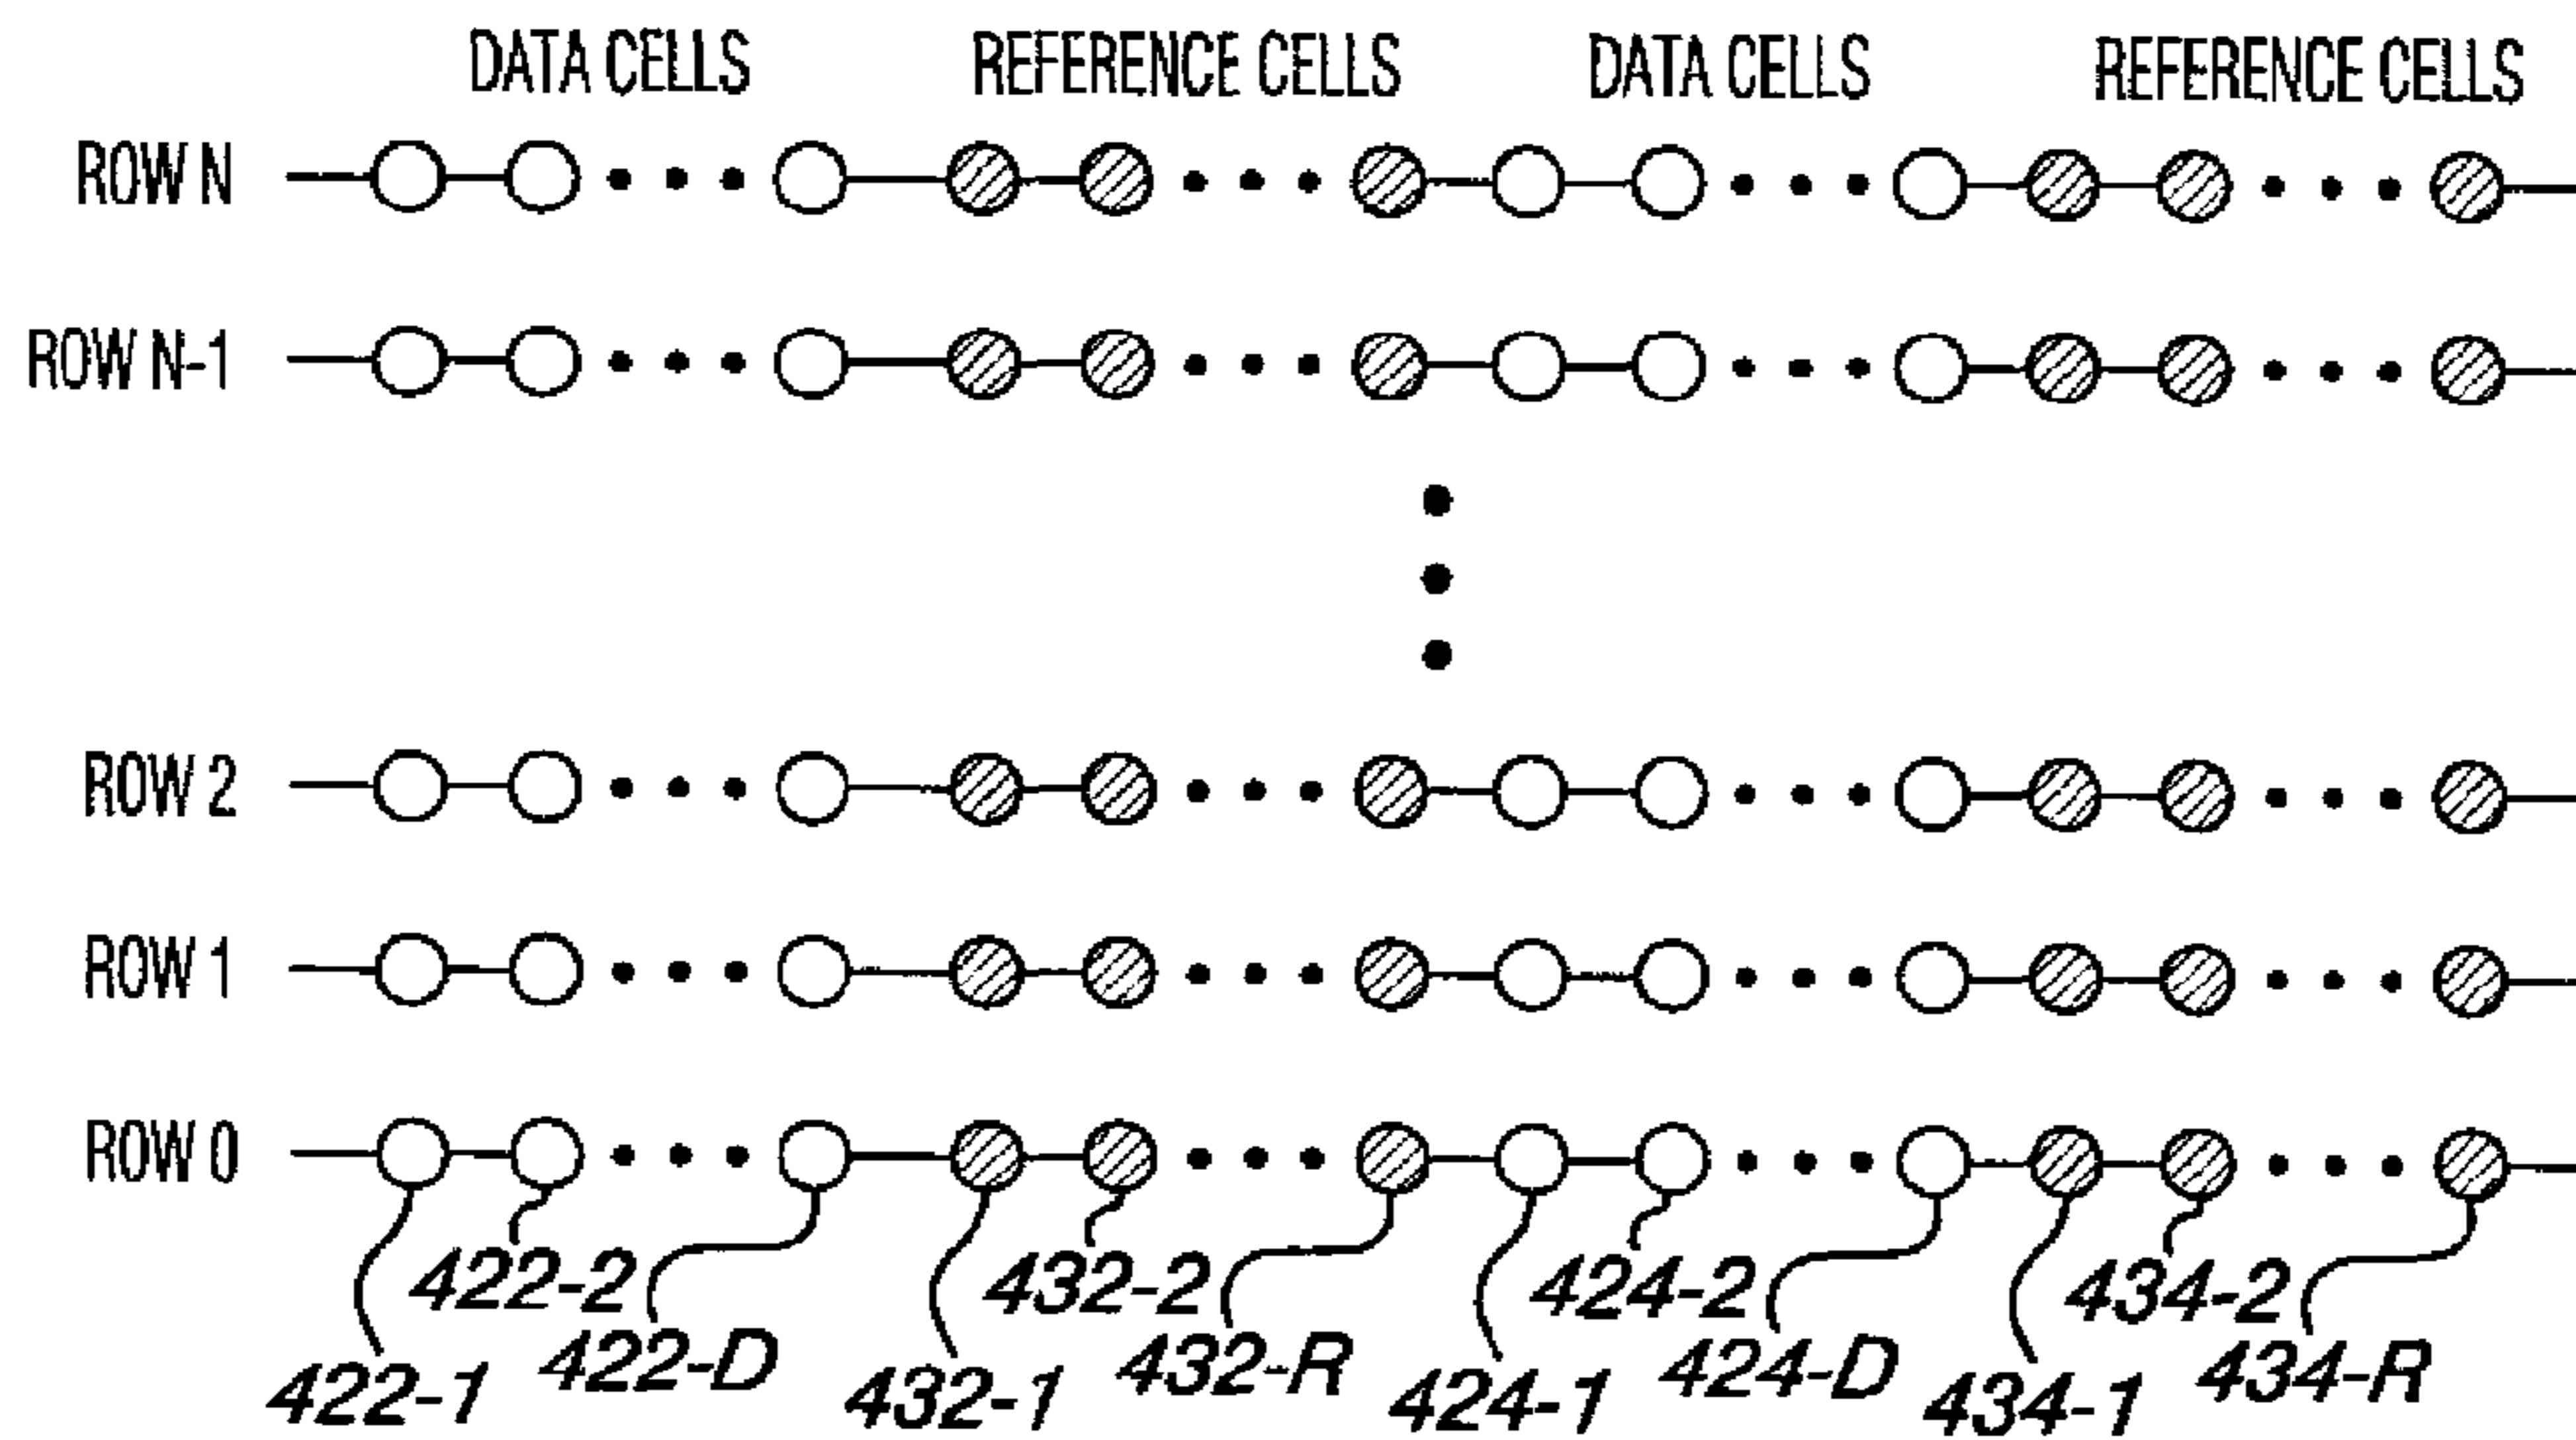 DATA CELLS REFERENCE CELLS DATA CELLS REFERENCE CELLS
ROW N
ROW N-1
ROW 2
ROW 1
ROW 0
422-2 432-2 424-2 434-2
422-D 432-R 424-D 434-R
422-1 432-1 424-1 434-1